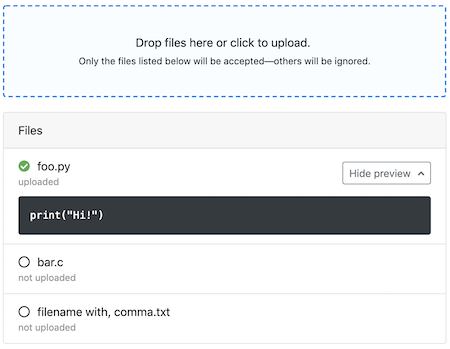 Drop files here or click to upload.
Only the files listed below will be accepted—others will be ignored.
Files
foo.py
uploaded
Hide preview
print("Hi!")
bar.c
not uploaded
filename with, comma.txt
not uploaded